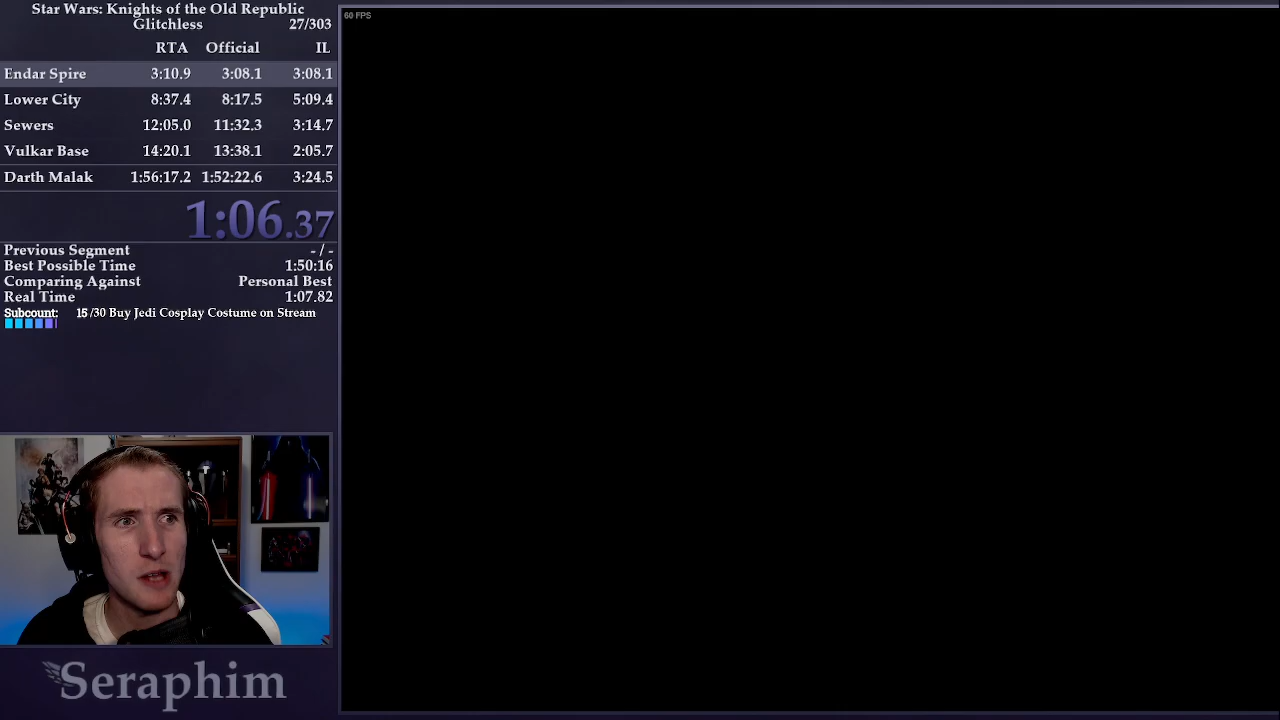 Star Wars: Knights of the Old Republic
Glitchless 27/303
RTA Official IL
Endar Spire 3:10.9 3:08.1 3:08.1
Lower City 8:37.4 8:17.5 5:09.4
Sewers 12:05.0 11:32.3 3:14.7
Vulkar Base 14:20.1 13:38.1 2:05.7
Darth Malak 1:56:17.2 1:52:22.6 3:24.5
1:06.37
Previous Segment - / -
Best Possible Time 1:50:16
Comparing Against Personal Best
Real Time 1:07.82
Subcount: 15/30 Buy Jedi Cosplay Costume on Stream
Seraphim
60 FPS